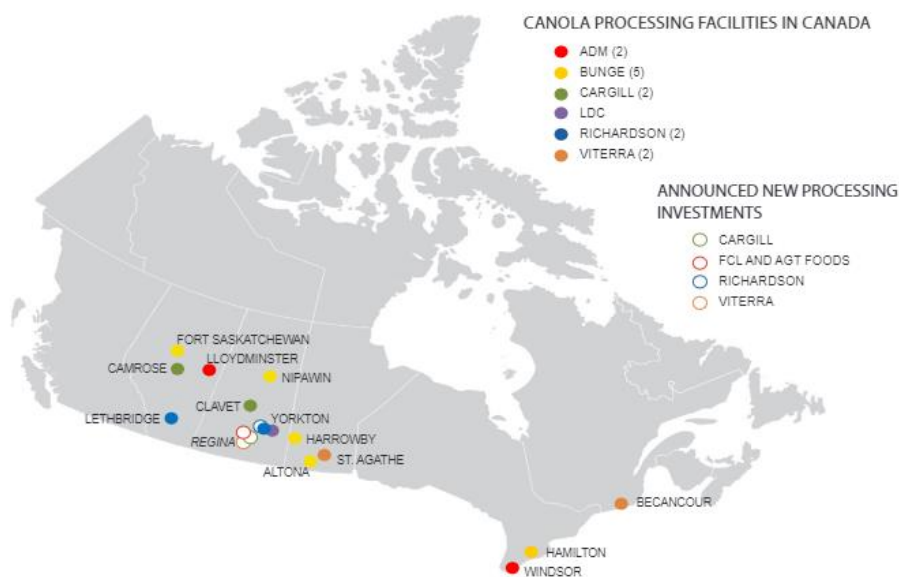 CANOLA PROCESSING FACILITIES IN CANADA
ADM (2)
BUNGE (5)
CARGILL (2)
LDC
RICHARDSON (2)
VITERRA (2)
ANNOUNCED NEW PROCESSING
INVESTMENTS
CARGILL
FCL AND AGT FOODS
RICHARDSON
VITERRA
FORT SASKATCHEWAN
LLOYDMINSTER
CAMROSE
NIPAWIN
CLAVET
LETHBRIDGE
YORKTON
REGINA
HARROWBY
ST. AGATHE
ALTONA
BECANCOUR
HAMILTON
WINDSOR